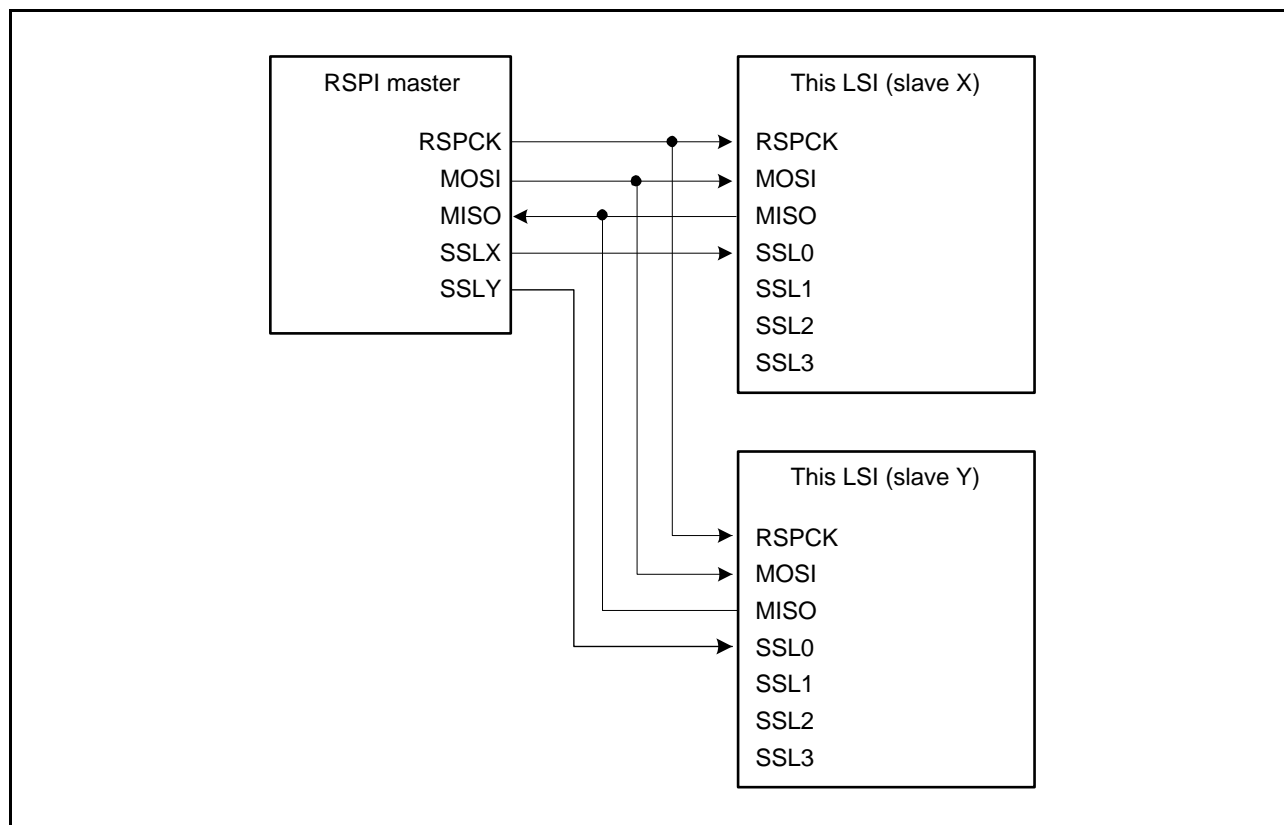 RSPI master
RSPCK
MOSI
MISO
SSLX
SSLY
This LSI (slave X)
RSPCK
MOSI
MISO
SSL0
SSL1
SSL2
SSL3
This LSI (slave Y)
RSPCK
MOSI
MISO
SSL0
SSL1
SSL2
SSL3